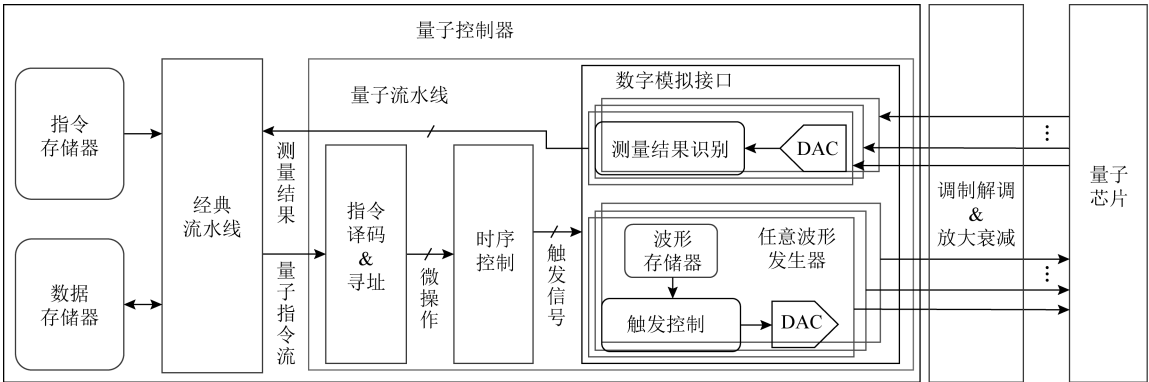 量子控制器
指令
存储器
数据
存储器
经典
流水线
测量结果
量子指令流
量子流水线
指令
译码
&
寻址
微操作
时序
控制
触发信号
数字模拟接口
测量结果识别
DAC
波形
存储器
任意波形
发生器
触发控制
DAC
调制解调
&
放大衰减
⋮
⋮
量子
芯片